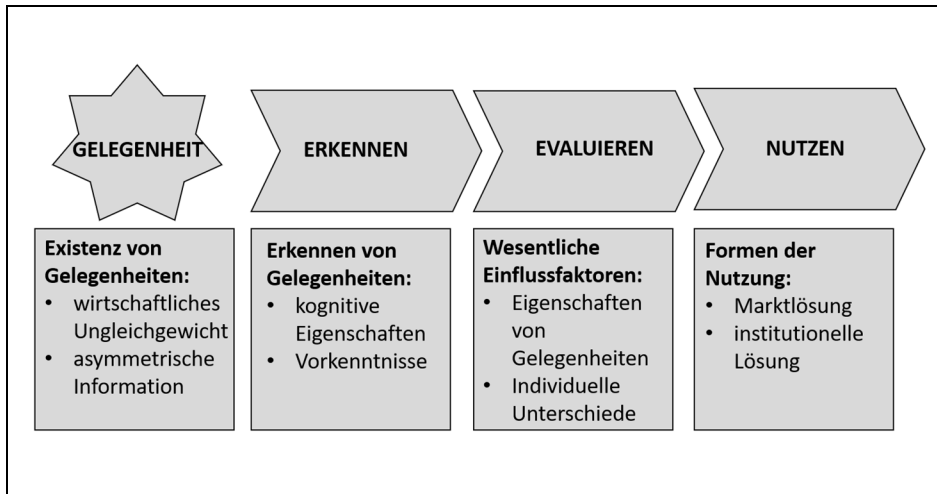 GELEGENHEIT
ERKENNEN
EVALUIEREN
NUTZEN
Existenz von
Gelegenheiten:
• wirtschaftliches
Ungleichgewicht
• asymmetrische
Information
Erkennen von
Gelegenheiten:
• kognitive
Eigenschaften
• Vorkenntnisse
Wesentliche
Einflussfaktoren:
• Eigenschaften
von
Gelegenheiten
• Individuelle
Unterschiede
Formen der
Nutzung:
• Marktlösung
• institutionelle
Lösung